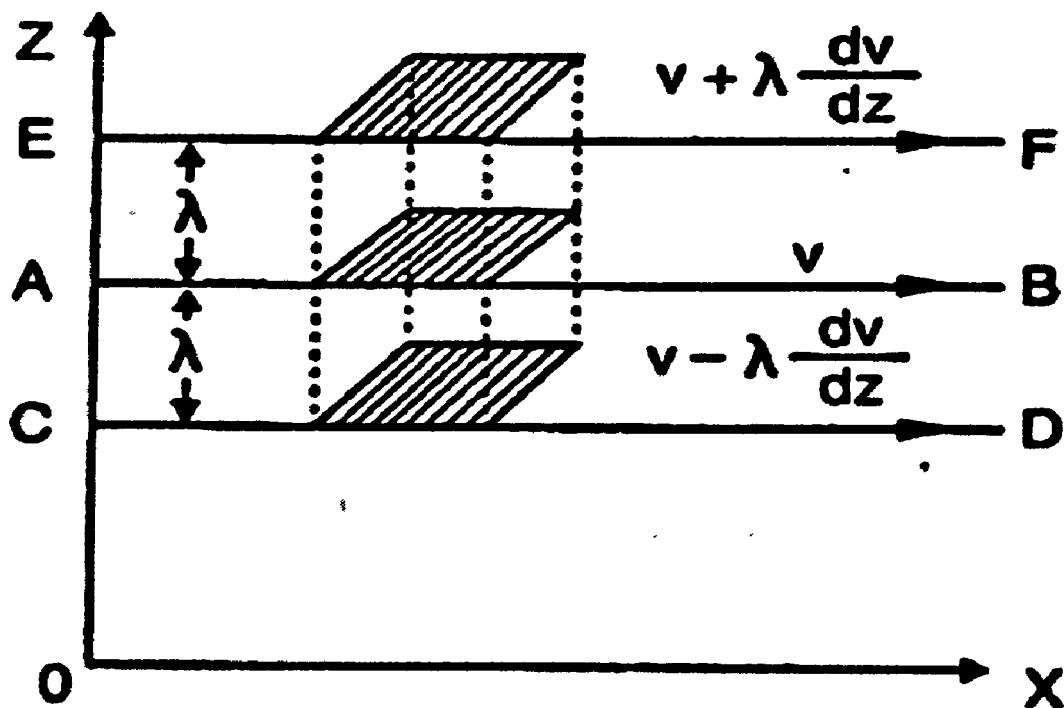 Z
v + λ dv/dz
E F
λ
v
A B
λ
v − λ dv/dz
C D
0 X